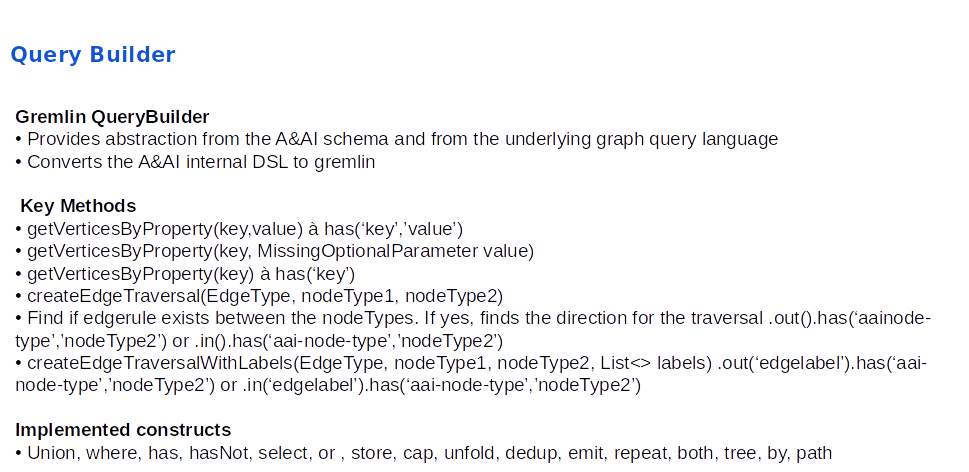 Query Builder
Gremlin QueryBuilder
• Provides abstraction from the A&AI schema and from the underlying graph query language
• Converts the A&AI internal DSL to gremlin
Key Methods
• getVerticesByProperty(key,value) à has(‘key’,’value’)
• getVerticesByProperty(key, MissingOptionalParameter value)
• getVerticesByProperty(key) à has(‘key’)
• createEdgeTraversal(EdgeType, nodeType1, nodeType2)
• Find if edgerule exists between the nodeTypes. If yes, finds the direction for the traversal .out().has(‘aainode-
type’,’nodeType2’) or .in().has(‘aai-node-type’,’nodeType2’)
• createEdgeTraversalWithLabels(EdgeType, nodeType1, nodeType2, List<> labels) .out(‘edgelabel’).has(‘aai-
node-type’,’nodeType2’) or .in(‘edgelabel’).has(‘aai-node-type’,’nodeType2’)
Implemented constructs
• Union, where, has, hasNot, select, or , store, cap, unfold, dedup, emit, repeat, both, tree, by, path